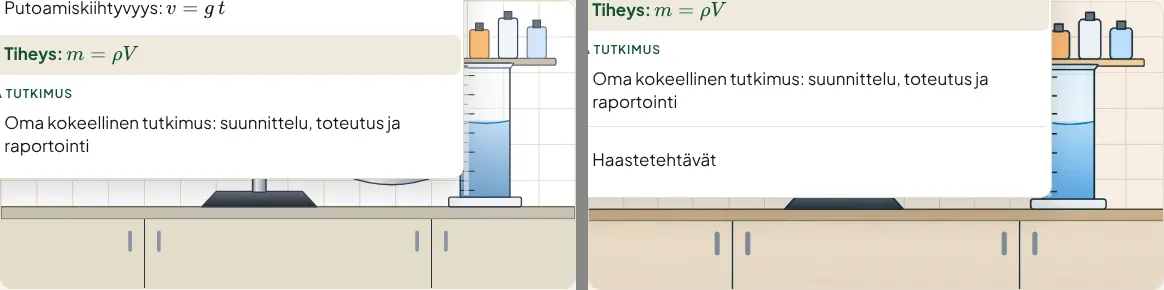 Putoamiskiihtyvyys: v = g t
Tiheys: m = ρV
TUTKIMUS
Oma kokeellinen tutkimus: suunnittelu, toteutus ja
raportointi
Tiheys: m = ρV
TUTKIMUS
Oma kokeellinen tutkimus: suunnittelu, toteutus ja
raportointi
Haastetehtävät